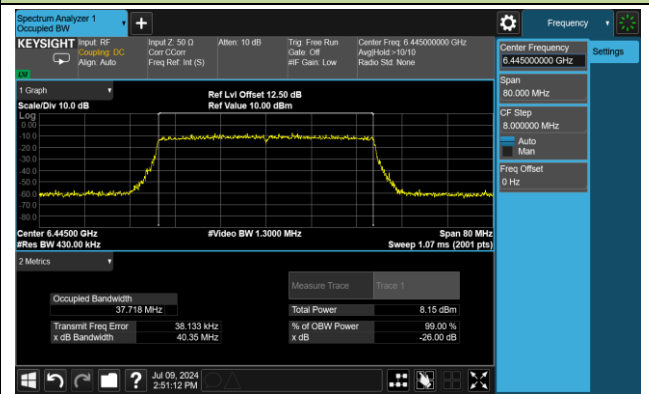 Spectrum Analyzer 1
Occupied BW
Frequency
KEYSIGHT
Input: RF
Coupling: DC
Align: Auto
Input Z: 50 Ω
Corr CCorr
Freq Ref: Int (S)
Atten: 10 dB
Trig: Free Run
Gate: Off
#IF Gain: Low
Center Freq: 6.445000000 GHz
Avg|Hold:>10/10
Radio Std: None
Center Frequency
6.445000000 GHz
Settings
Span
80.000 MHz
CF Step
8.000000 MHz
Auto
Man
Freq Offset
0 Hz
1 Graph
Scale/Div 10.0 dB
Ref Lvl Offset 12.50 dB
Ref Value 10.00 dBm
Log
0.00
-10.0
-20.0
-30.0
-40.0
-50.0
-60.0
-70.0
-80.0
Center 6.44500 GHz
#Res BW 430.00 kHz
#Video BW 1.3000 MHz
Span 80 MHz
Sweep 1.07 ms (2001 pts)
2 Metrics
Measure Trace
Trace 1
Occupied Bandwidth
37.718 MHz
Total Power
8.15 dBm
Transmit Freq Error
38.133 kHz
% of OBW Power
99.00 %
x dB Bandwidth
40.35 MHz
x dB
-26.00 dB
?
Jul 09, 2024
2:51:12 PM